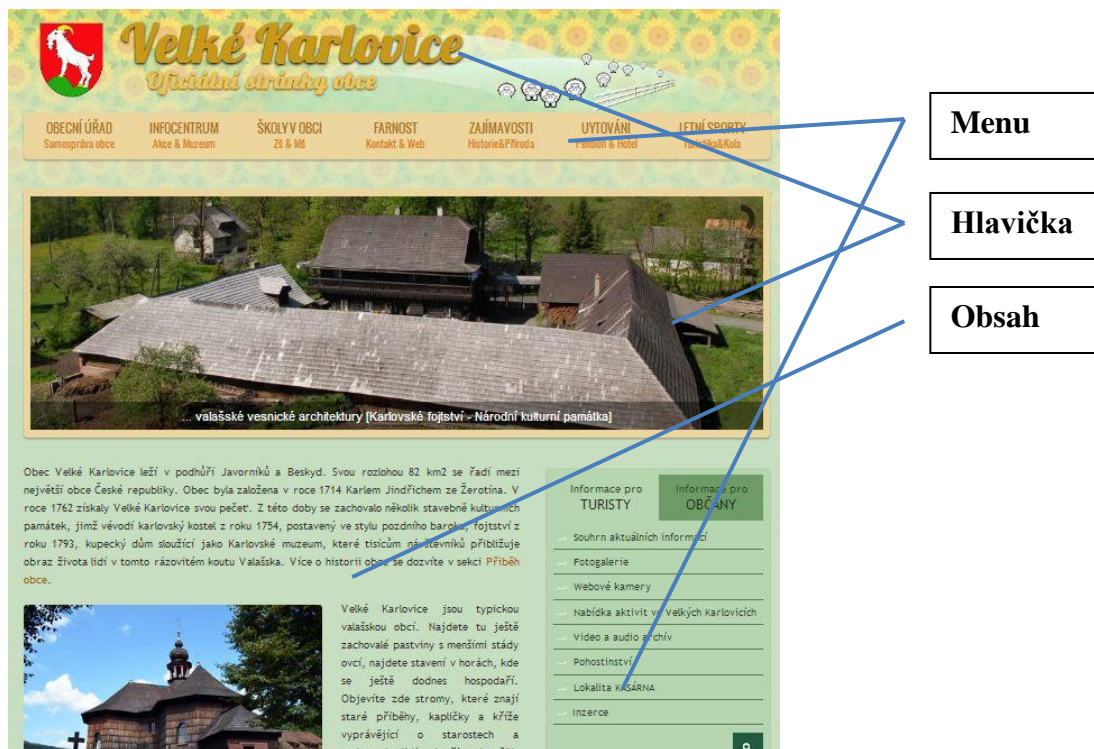 Velké Karlovice
Oficiální stránky obce
OBECNÍ ÚŘAD
Samospráva obce
INFOCENTRUM
Akce & Muzeum
ŠKOLY V OBCI
ZŠ & MŠ
FARNOST
Kontakt & Web
ZAJÍMAVOSTI
Historie&Příroda
UYTOVÁNI
Pension & Hotel
LETNÍ SPORTY
Turistika&Kola
Menu
Hlavička
Obsah
... valašské vesnické architektury [Karlovské fojtství - Národní kulturní památka]
Obec Velké Karlovice leží v podhůří Javorníků a Beskyd. Svou rozlohou 82 km2 se řadí mezi
největší obce České republiky. Obec byla založena v roce 1714 Karlem Jindřichem ze Žerotína. V
roce 1762 získaly Velké Karlovice svou pečeť. Z této doby se zachovalo několik stavebně kulturních
památek, jimž vévodí karlovský kostel z roku 1754, postavený ve stylu pozdního baroka, fojtství z
roku 1793, kupecký dům sloužící jako Karlovské muzeum, které tisícům návštěvníků přibližuje
obraz života lidí v tomto rázovitém koutu Valašska. Více o historii obce se dozvíte v sekci Příběh
obce.
Velké Karlovice jsou typickou
valašskou obcí. Najdete tu ještě
zachovalé pastviny s menšími stády
ovcí, najdete stavení v horách, kde
se ještě dodnes hospodaří.
Objevíte zde stromy, které znají
staré příběhy, kapličky a kříže
vyprávějící o starostech a
Informace pro
TURISTY
Informace pro
OBČANY
Souhrn aktuálních informací
Fotogalerie
Webové kamery
Nabídka aktivit ve Velkých Karlovicích
Video a audio archív
Pohostinství
Lokalita KASÁRNA
Inzerce